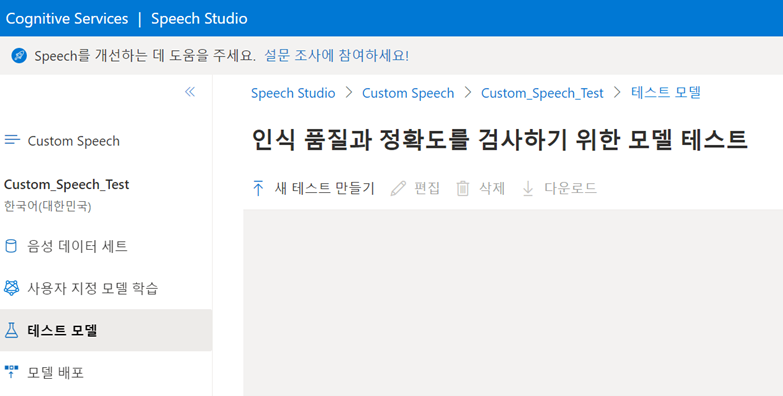 Cognitive Services | Speech Studio
Speech를 개선하는 데 도움을 주세요. 설문 조사에 참여하세요!
Speech Studio > Custom Speech > Custom_Speech_Test > 테스트 모델
Custom Speech
인식 품질과 정확도를 검사하기 위한 모델 테스트
Custom_Speech_Test
한국어(대한민국)
새 테스트 만들기 편집 삭제 다운로드
음성 데이터 세트
사용자 지정 모델 학습
테스트 모델
모델 배포